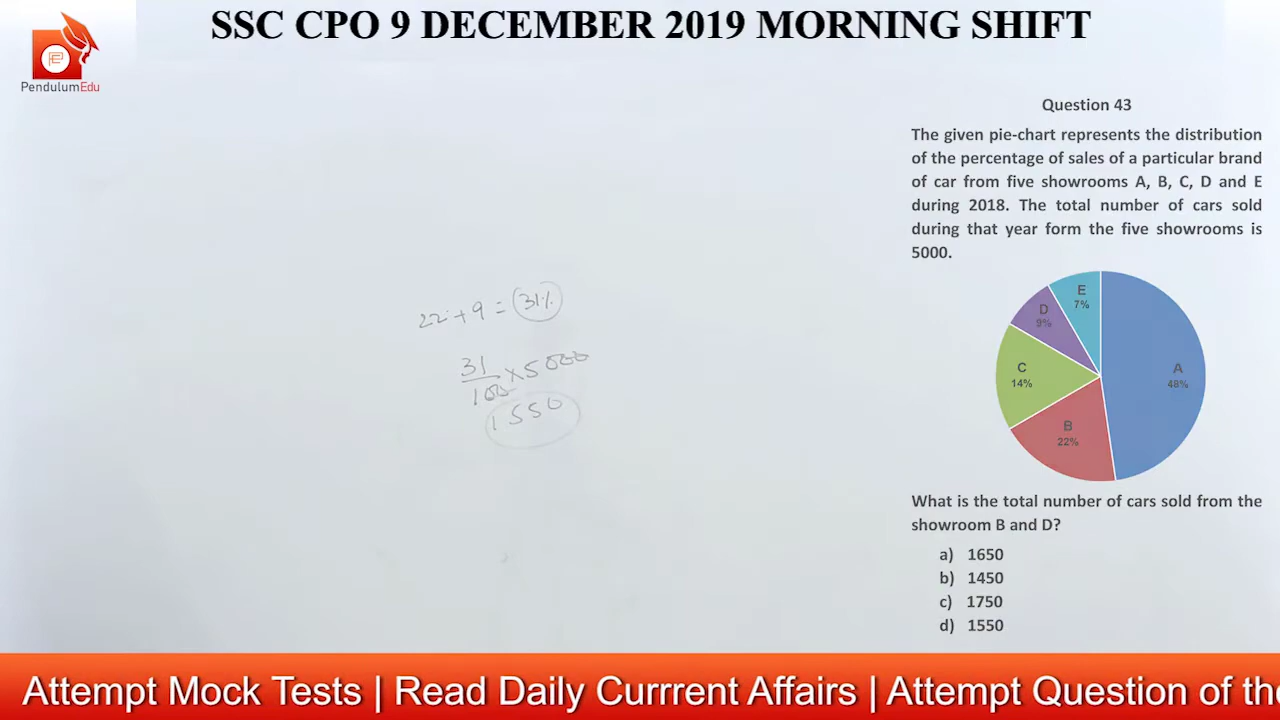 SSC CPO 9 DECEMBER 2019 MORNING SHIFT
PendulumEdu
22 + 9 = 31%
31
100 × 5000
1550
Question 43
The given pie-chart represents the distribution
of the percentage of sales of a particular brand
of car from five showrooms A, B, C, D and E
during 2018. The total number of cars sold
during that year form the five showrooms is
5000.
E
7%
D
9%
C
14%
A
48%
B
22%
What is the total number of cars sold from the
showroom B and D?
a) 1650
b) 1450
c) 1750
d) 1550
Attempt Mock Tests | Read Daily Currrent Affairs | Attempt Question of the